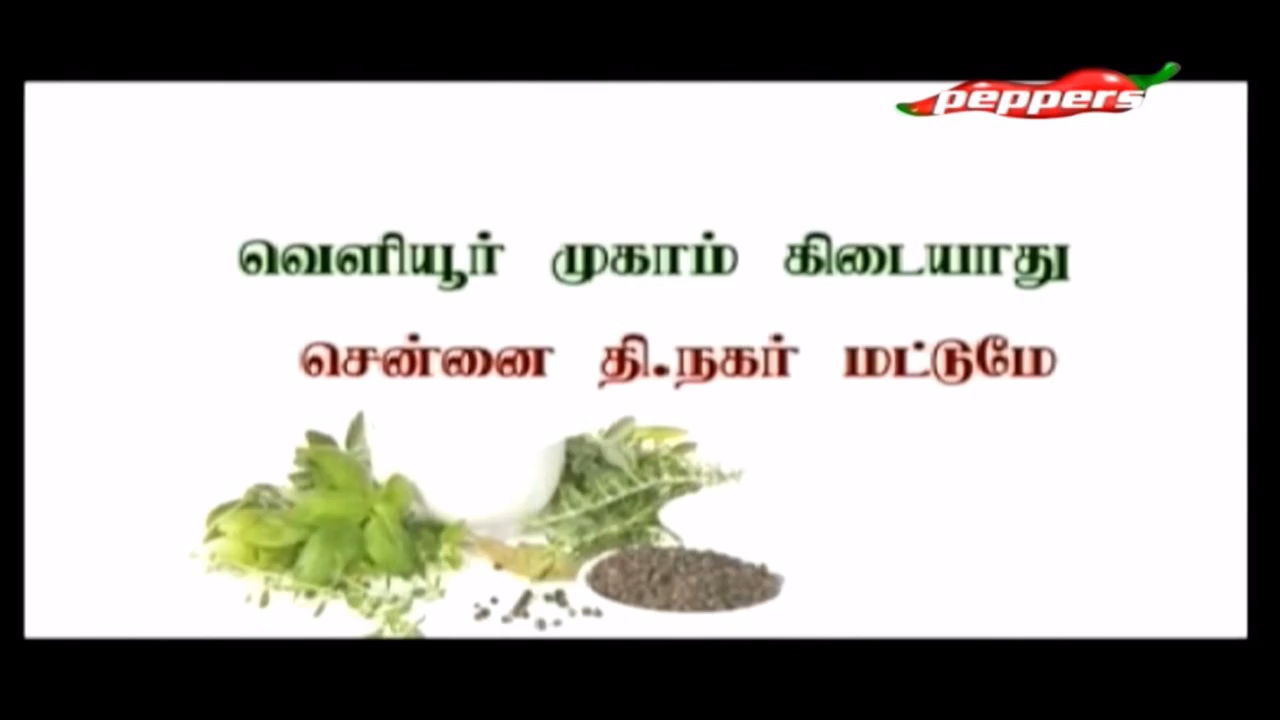 peppers
வெளியூர் முகாம் கிடையாது
சென்னை தி.நகர் மட்டுமே